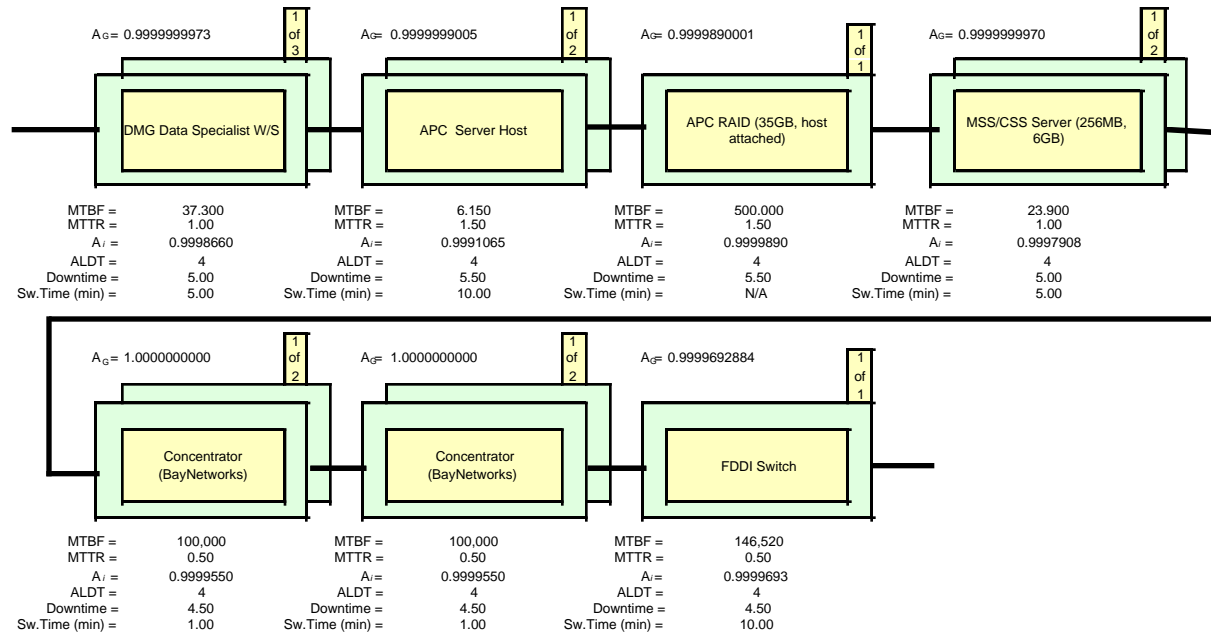 AG= 0.9999999973
1
of
3
AG= 0.9999999005
1
of
2
AG= 0.9999890001
1
of
1
AG= 0.9999999970
1
of
2
DMG Data Specialist W/S
APC Server Host
APC RAID (35GB, host
attached)
MSS/CSS Server (256MB,
6GB)
MTBF = 37.300 MTBF = 6.150 MTBF = 500.000 MTBF = 23.900
MTTR = 1.00 MTTR = 1.50 MTTR = 1.50 MTTR = 1.00
Ai = 0.9998660 Ai = 0.9991065 Ai = 0.9999890 Ai = 0.9997908
ALDT = 4 ALDT = 4 ALDT = 4 ALDT = 4
Downtime = 5.00 Downtime = 5.50 Downtime = 5.50 Downtime = 5.00
Sw.Time (min) = 5.00 Sw.Time (min) = 10.00 Sw.Time (min) = N/A Sw.Time (min) = 5.00
AG= 1.0000000000
1
of
2
AG= 1.0000000000
1
of
2
AG= 0.9999692884
1
of
1
Concentrator
(BayNetworks)
Concentrator
(BayNetworks)
FDDI Switch
MTBF = 100,000 MTBF = 100,000 MTBF = 146,520
MTTR = 0.50 MTTR = 0.50 MTTR = 0.50
Ai = 0.9999550 Ai = 0.9999550 Ai = 0.9999693
ALDT = 4 ALDT = 4 ALDT = 4
Downtime = 4.50 Downtime = 4.50 Downtime = 4.50
Sw.Time (min) = 1.00 Sw.Time (min) = 1.00 Sw.Time (min) = 10.00